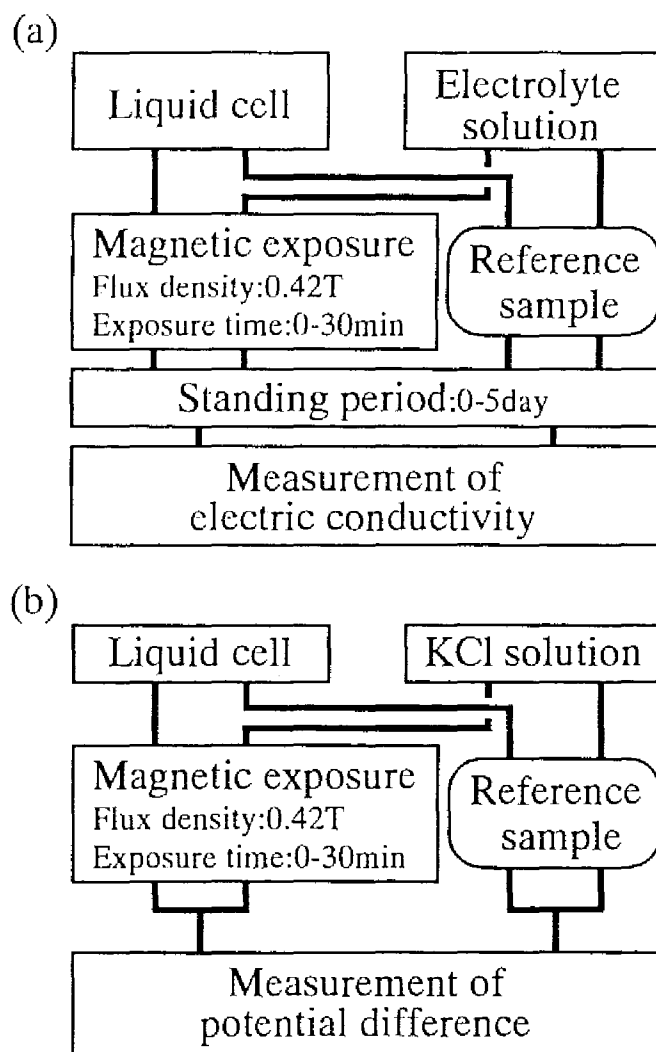 (a)
Liquid cell
Electrolyte
solution
Magnetic exposure
Flux density:0.42T
Exposure time:0-30min
Reference
sample
Standing period:0-5day
Measurement of
electric conductivity
(b)
Liquid cell
KCl solution
Magnetic exposure
Flux density:0.42T
Exposure time:0-30min
Reference
sample
Measurement of
potential difference